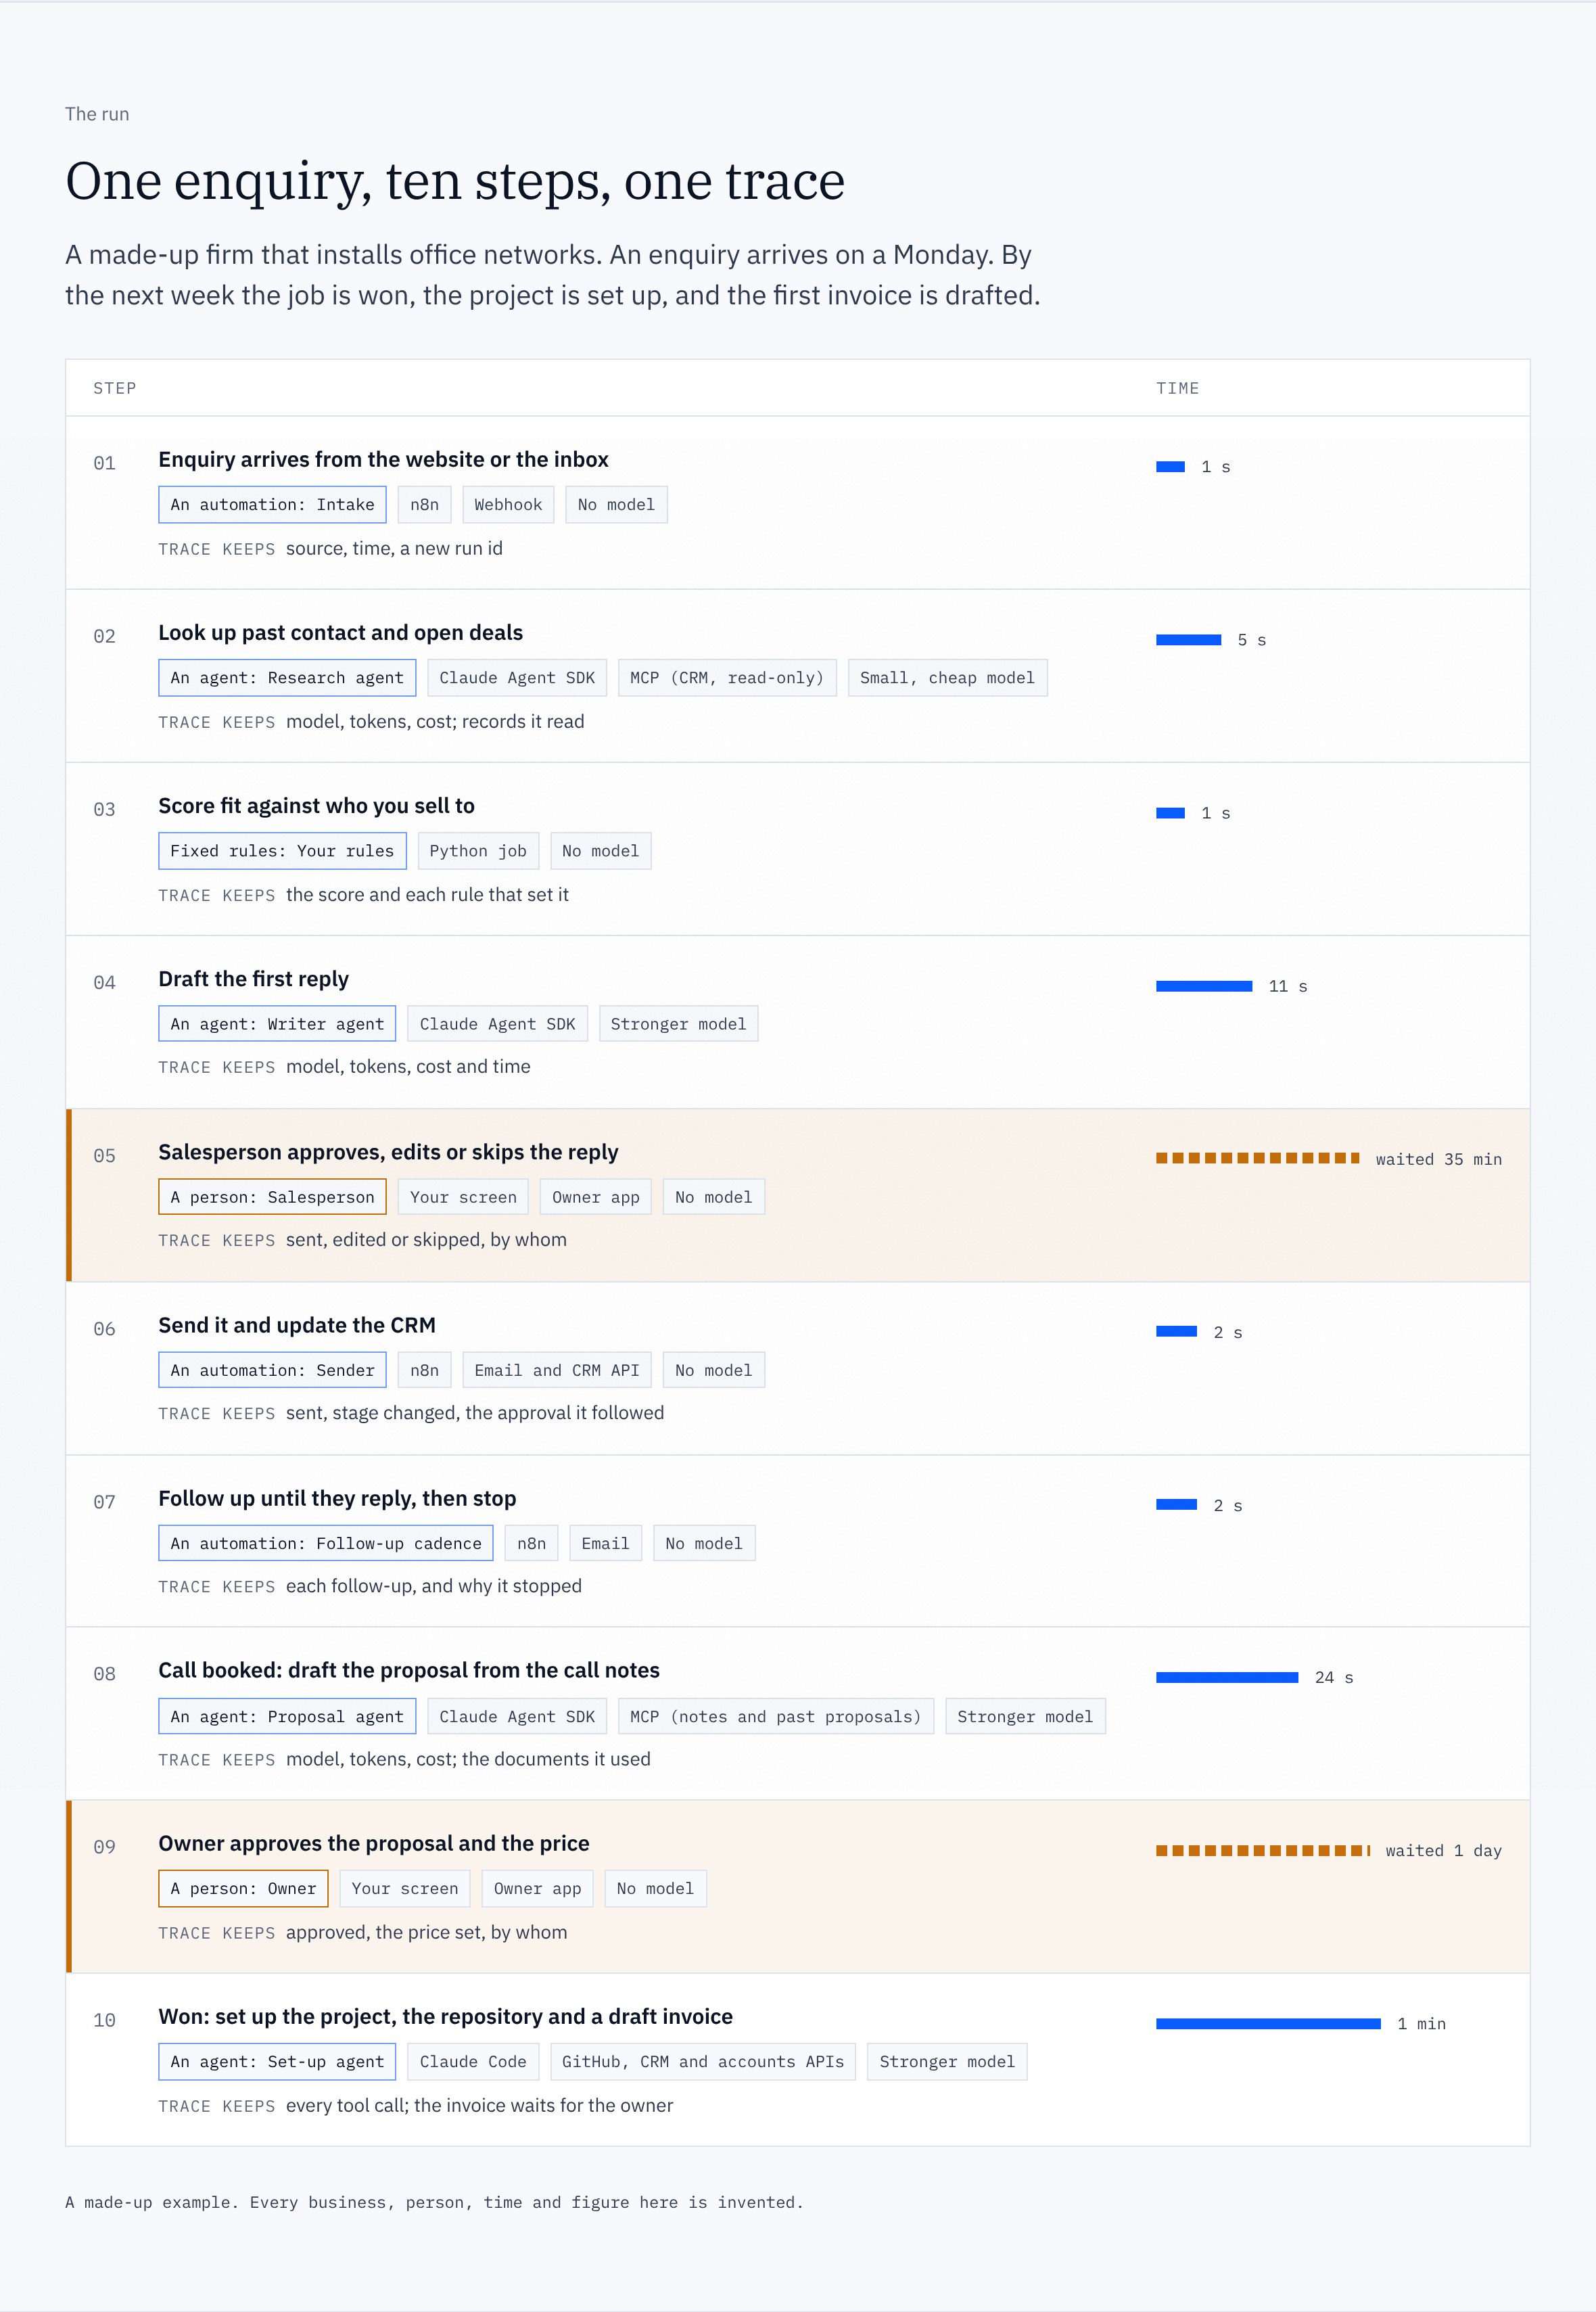 The run
One enquiry, ten steps, one trace
A made-up firm that installs office networks. An enquiry arrives on a Monday. By
the next week the job is won, the project is set up, and the first invoice is drafted.
STEP TIME
01 Enquiry arrives from the website or the inbox 1 s
An automation: Intake n8n Webhook No model
TRACE KEEPS source, time, a new run id
02 Look up past contact and open deals 5 s
An agent: Research agent Claude Agent SDK MCP (CRM, read-only) Small, cheap model
TRACE KEEPS model, tokens, cost; records it read
03 Score fit against who you sell to 1 s
Fixed rules: Your rules Python job No model
TRACE KEEPS the score and each rule that set it
04 Draft the first reply 11 s
An agent: Writer agent Claude Agent SDK Stronger model
TRACE KEEPS model, tokens, cost and time
05 Salesperson approves, edits or skips the reply waited 35 min
A person: Salesperson Your screen Owner app No model
TRACE KEEPS sent, edited or skipped, by whom
06 Send it and update the CRM 2 s
An automation: Sender n8n Email and CRM API No model
TRACE KEEPS sent, stage changed, the approval it followed
07 Follow up until they reply, then stop 2 s
An automation: Follow-up cadence n8n Email No model
TRACE KEEPS each follow-up, and why it stopped
08 Call booked: draft the proposal from the call notes 24 s
An agent: Proposal agent Claude Agent SDK MCP (notes and past proposals) Stronger model
TRACE KEEPS model, tokens, cost; the documents it used
09 Owner approves the proposal and the price waited 1 day
A person: Owner Your screen Owner app No model
TRACE KEEPS approved, the price set, by whom
10 Won: set up the project, the repository and a draft invoice 1 min
An agent: Set-up agent Claude Code GitHub, CRM and accounts APIs Stronger model
TRACE KEEPS every tool call; the invoice waits for the owner
A made-up example. Every business, person, time and figure here is invented.